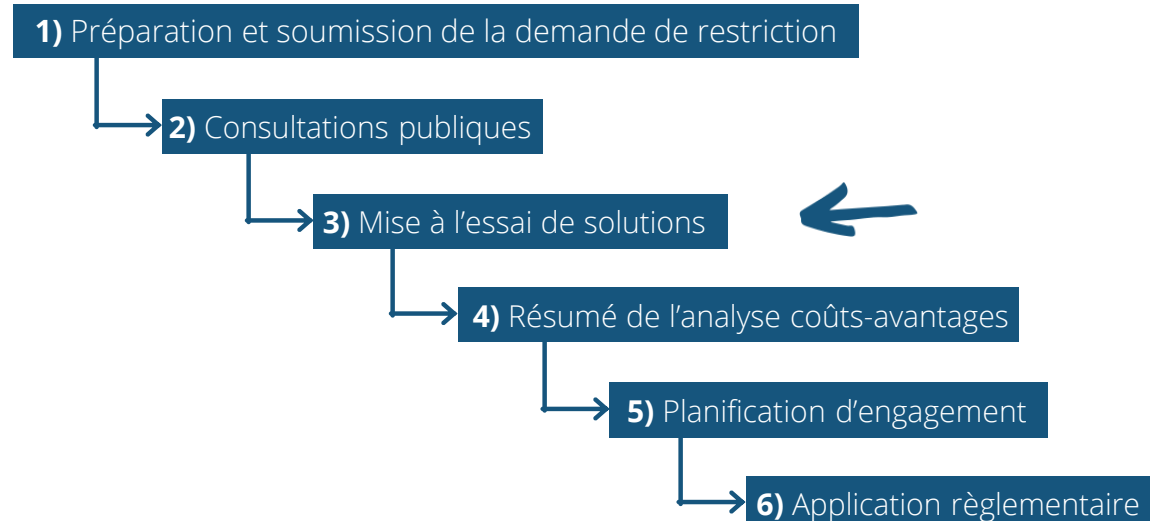 1) Préparation et soumission de la demande de restriction
2) Consultations publiques
3) Mise à l’essai de solutions
4) Résumé de l’analyse coûts-avantages
5) Planification d’engagement
6) Application règlementaire